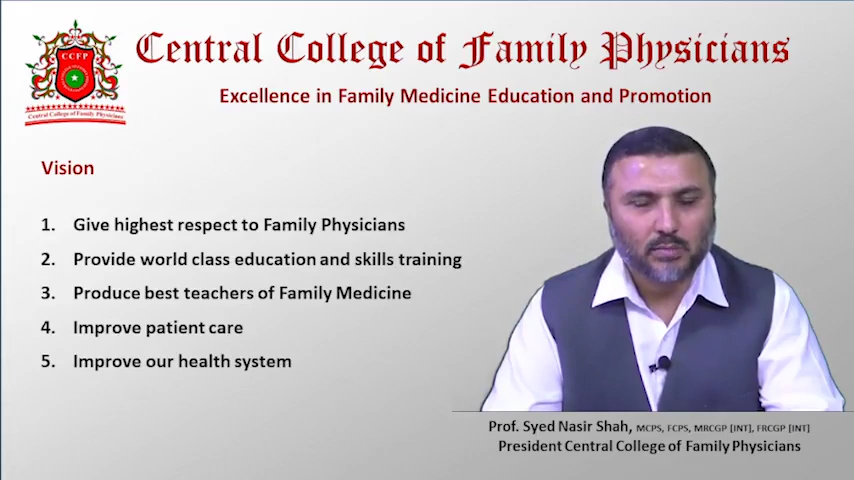 CCFP
Central College of Family Physicians
Central College of Family Physicians
Excellence in Family Medicine Education and Promotion
Vision
1. Give highest respect to Family Physicians
2. Provide world class education and skills training
3. Produce best teachers of Family Medicine
4. Improve patient care
5. Improve our health system
Prof. Syed Nasir Shah, MCPS, FCPS, MRCGP [INT], FRCGP [INT]
President Central College of Family Physicians